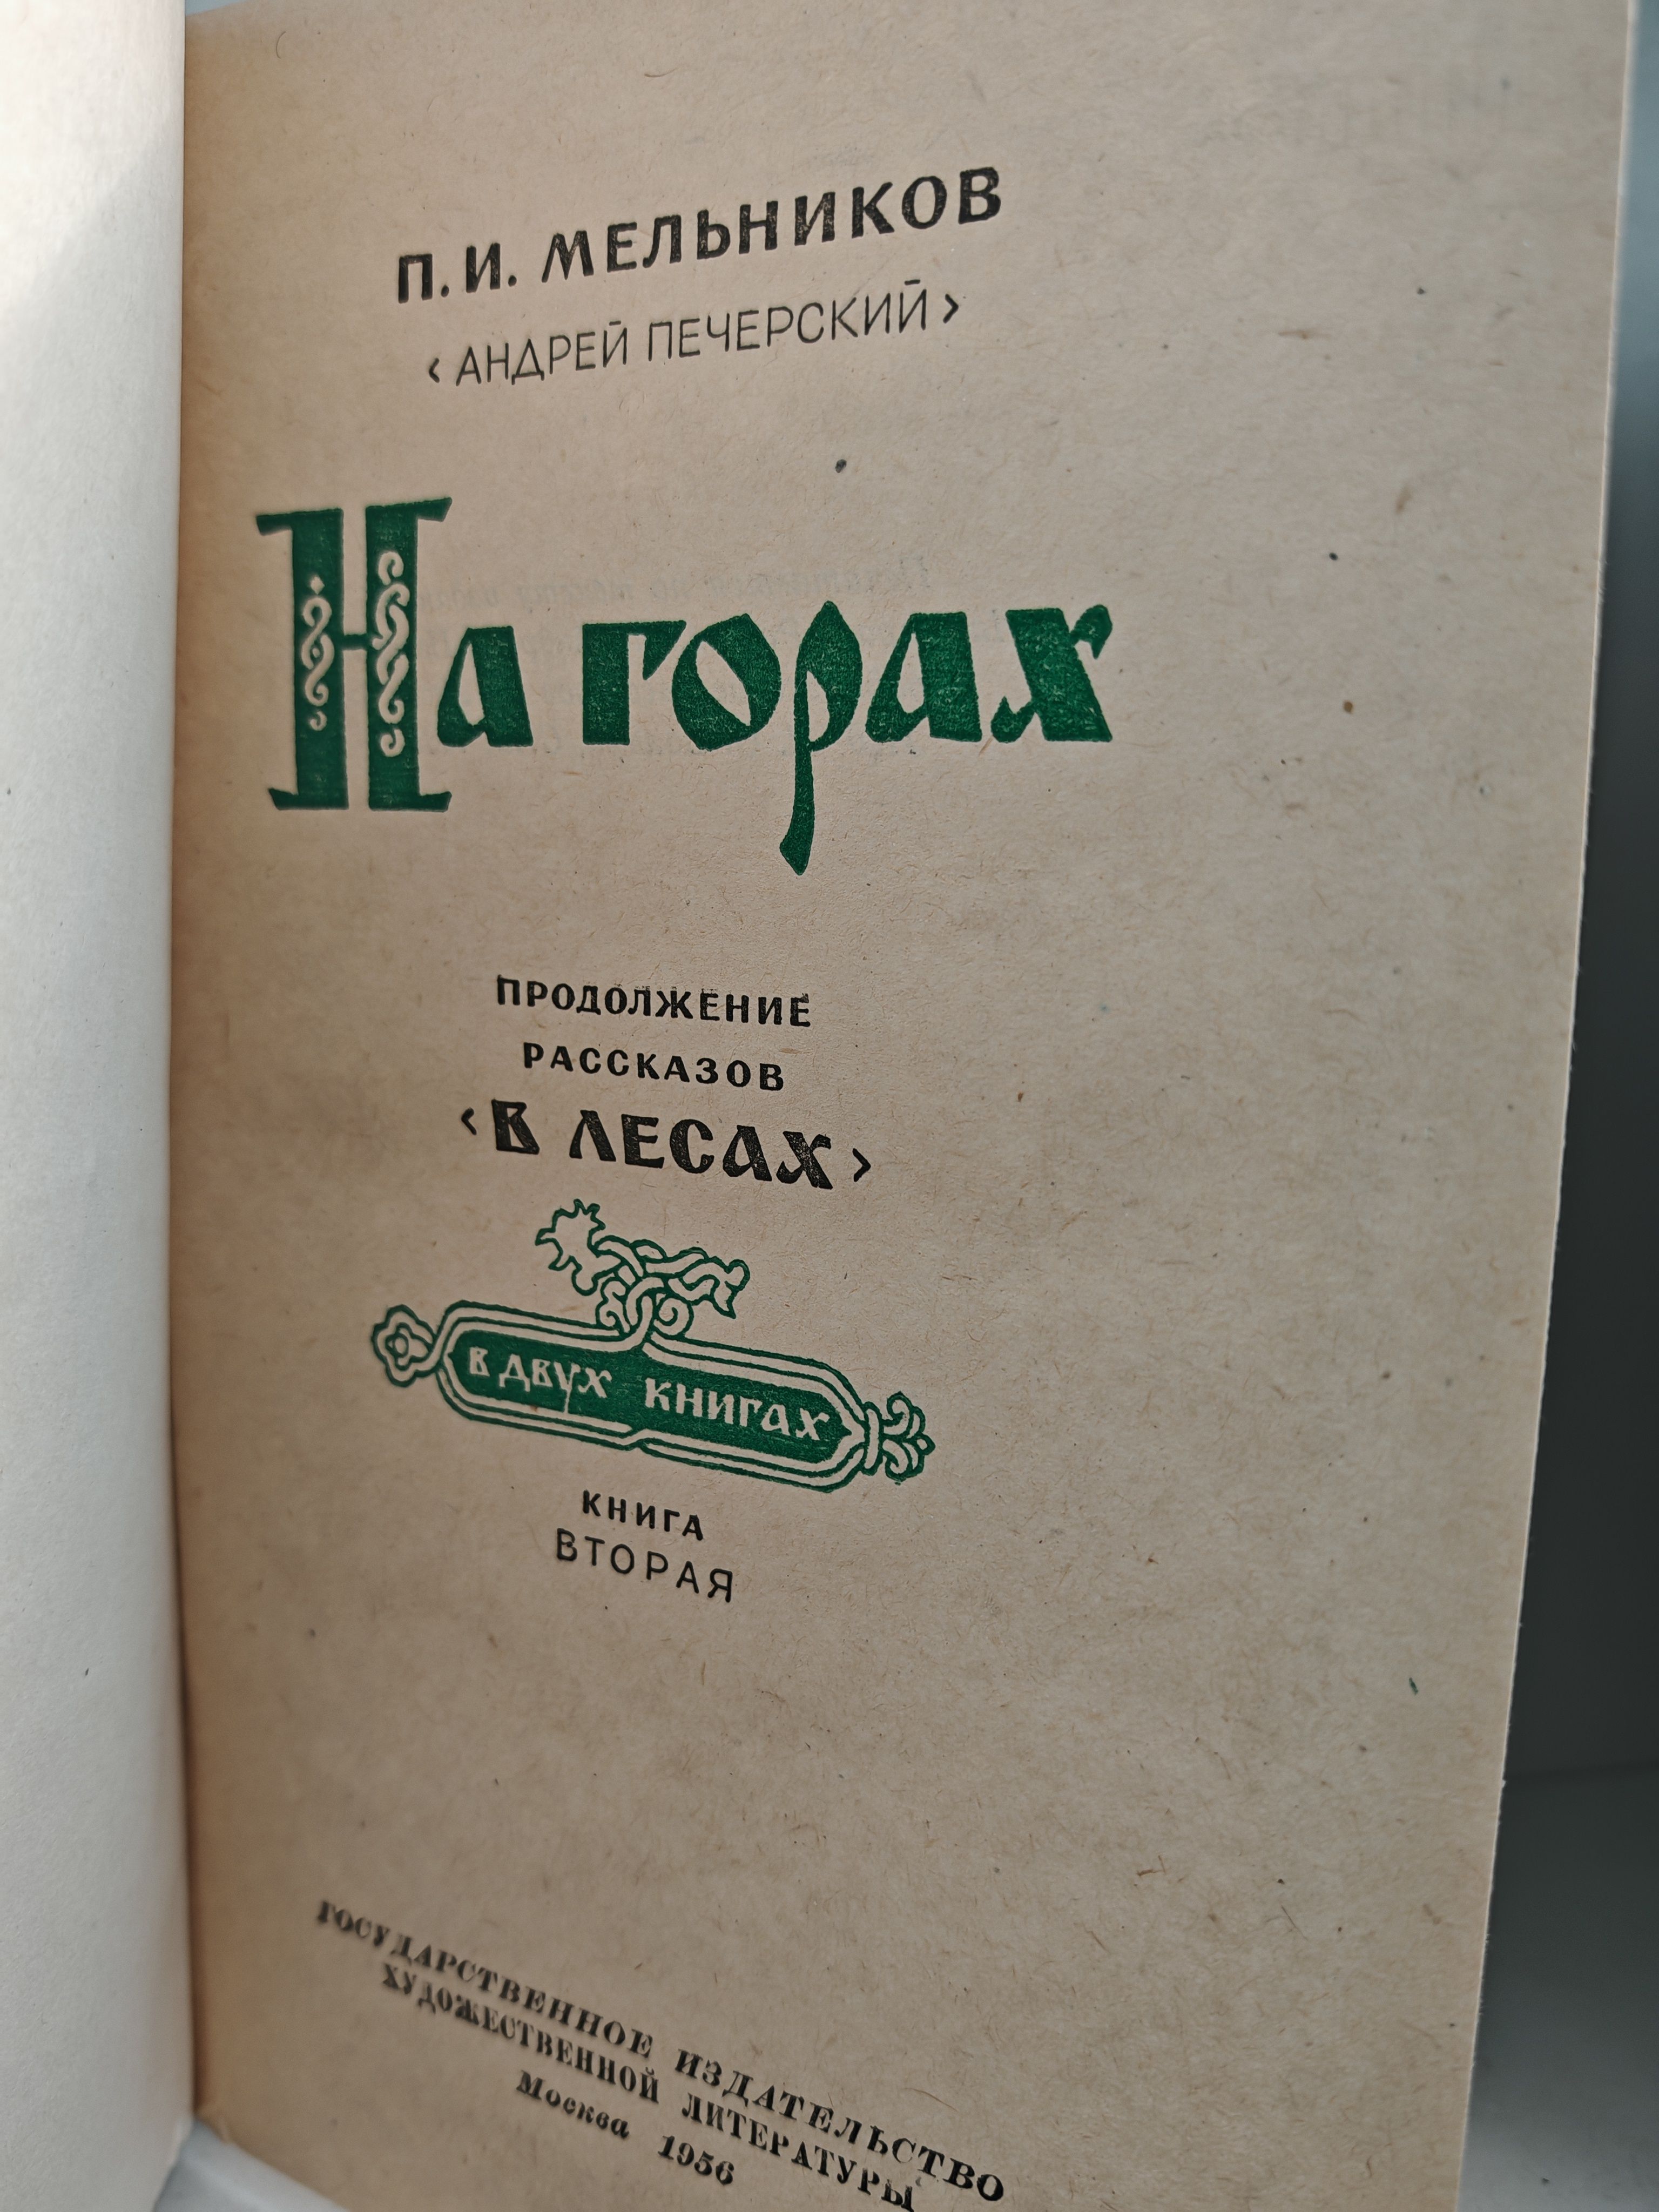 П. И. МЕЛЬНИКОВ
‹ АНДРЕЙ ПЕЧЕРСКИЙ ›
На горах
ПРОДОЛЖЕНИЕ
РАССКАЗОВ
‹ В ЛЕСАХ ›
В ДВУХ КНИГАХ
КНИГА
ВТОРАЯ
ГОСУДАРСТВЕННОЕ ИЗДАТЕЛЬСТВО
ХУДОЖЕСТВЕННОЙ ЛИТЕРАТУРЫ
Москва 1956